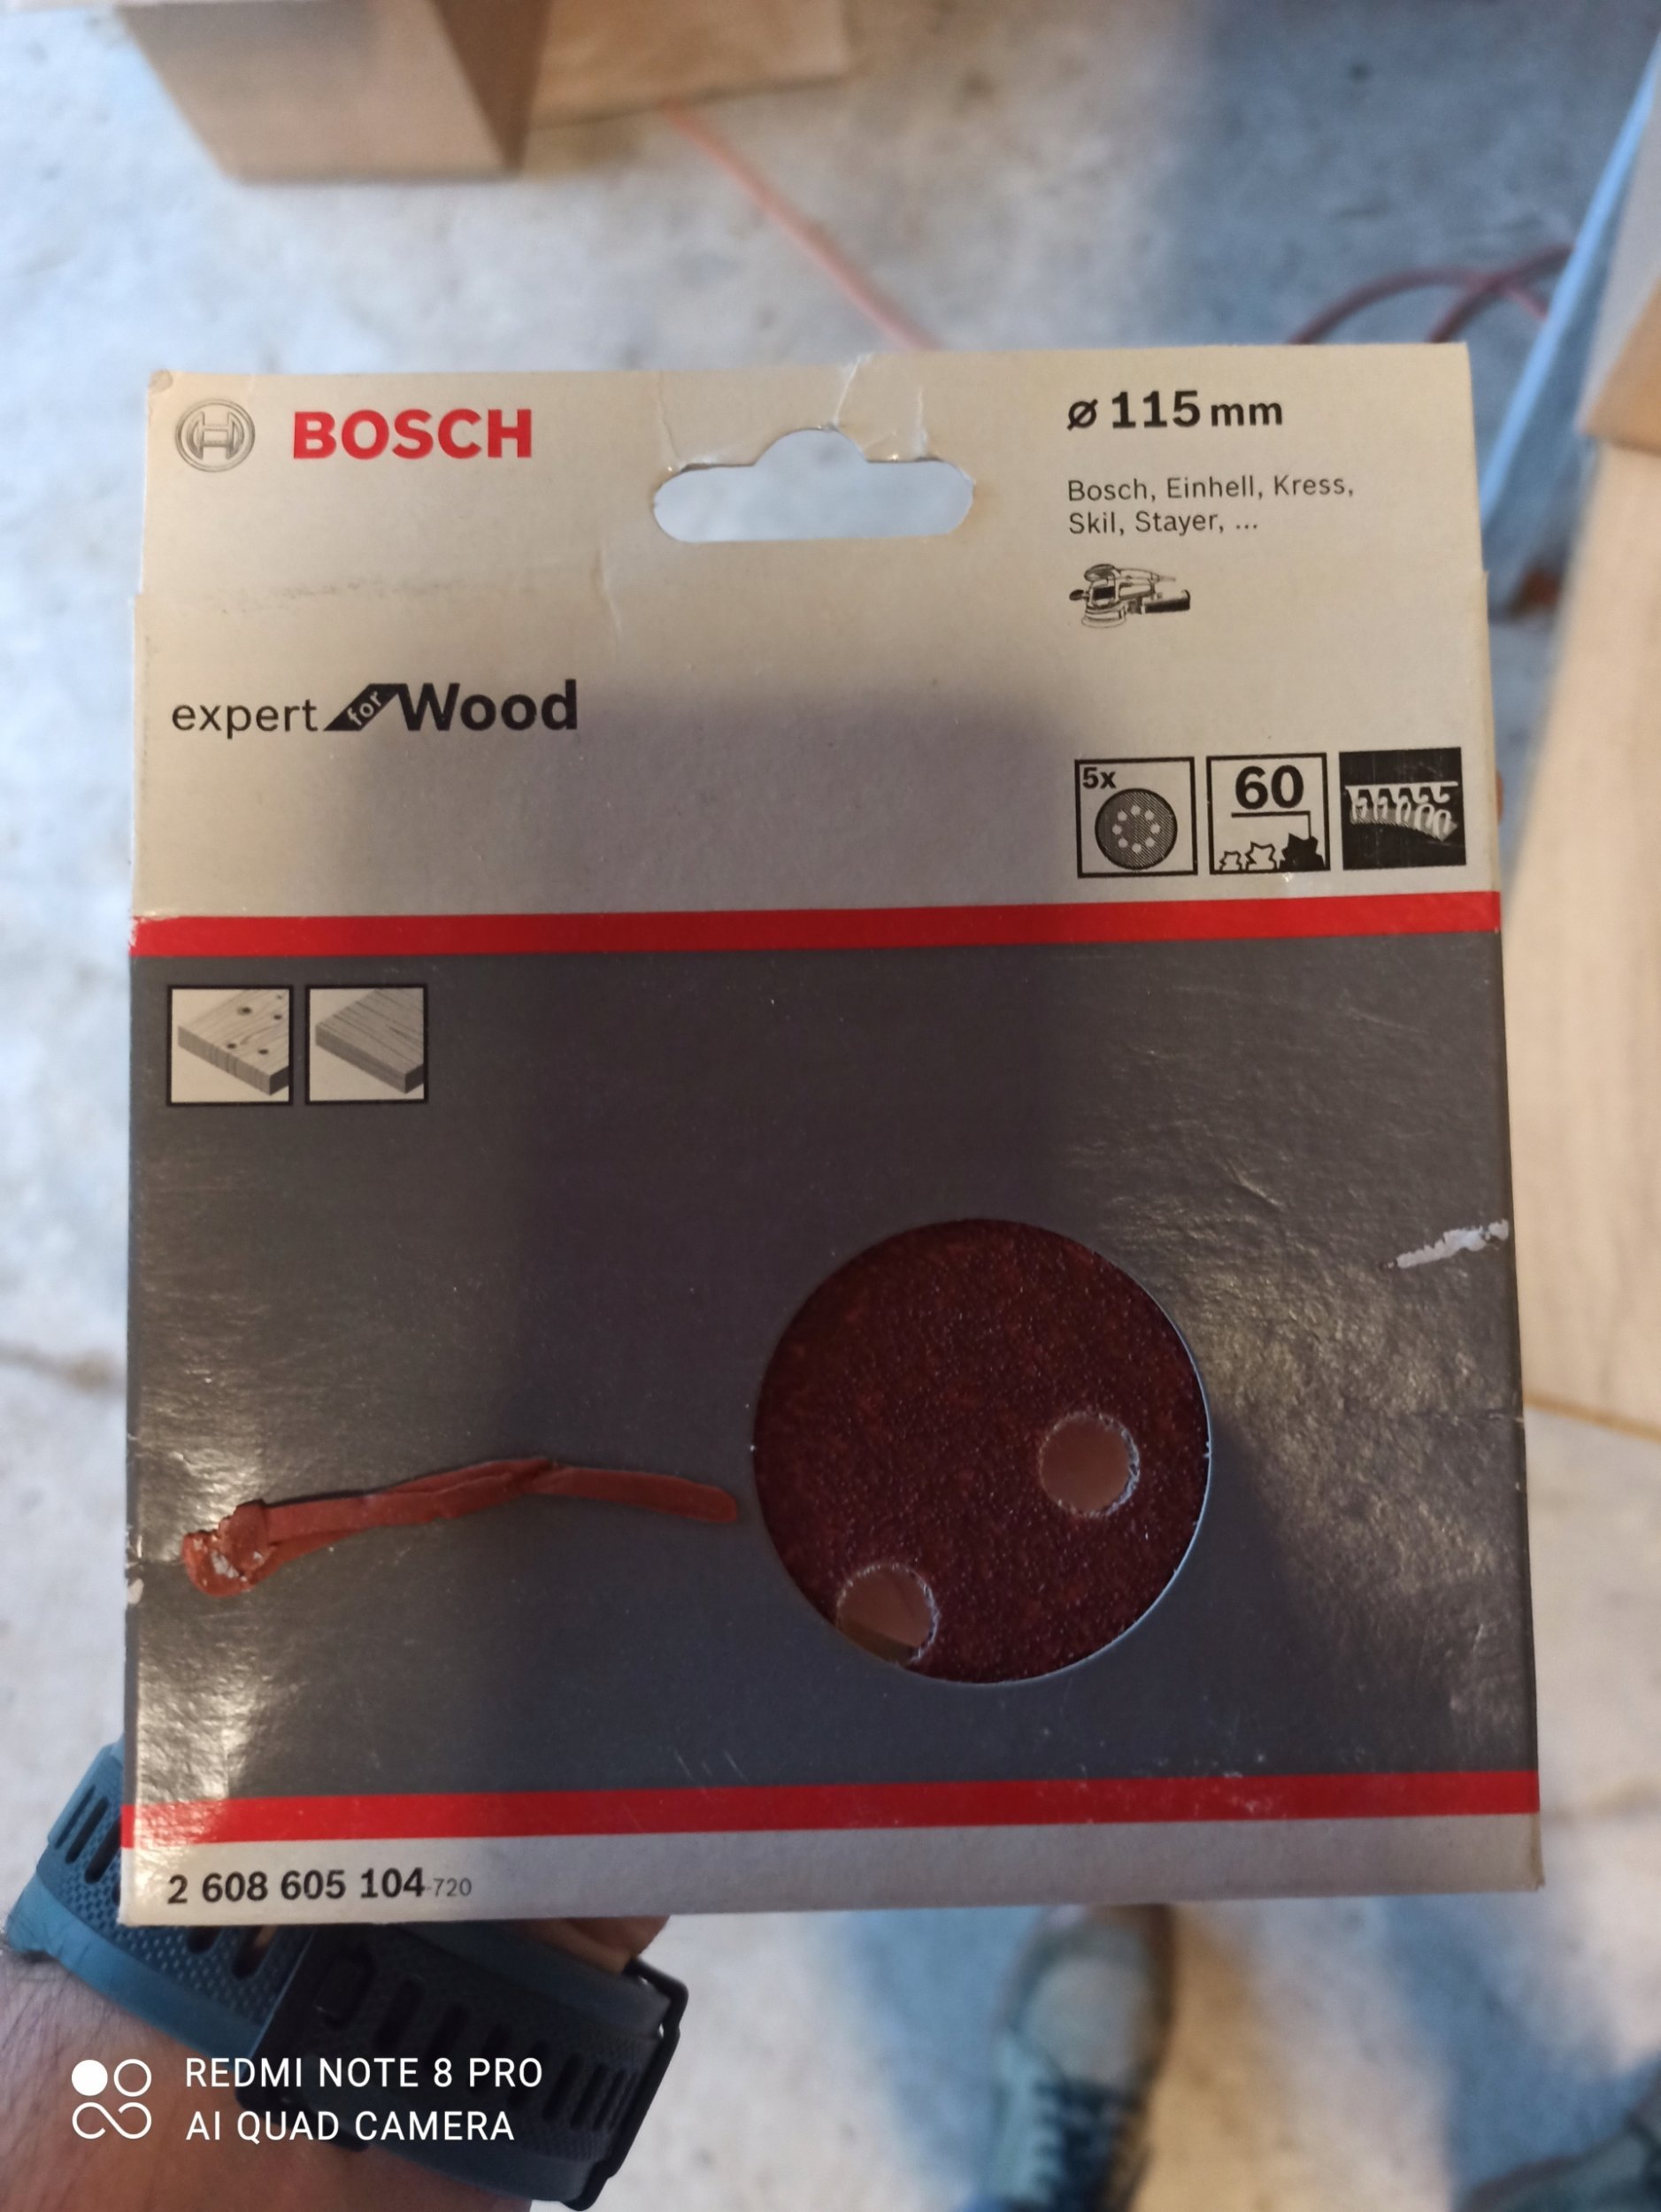 BOSCH
ø 115 mm
Bosch, Einhell, Kress,
Skil, Stayer, ...
expert for Wood
5x
60
2 608 605 104-720
REDMI NOTE 8 PRO
AI QUAD CAMERA